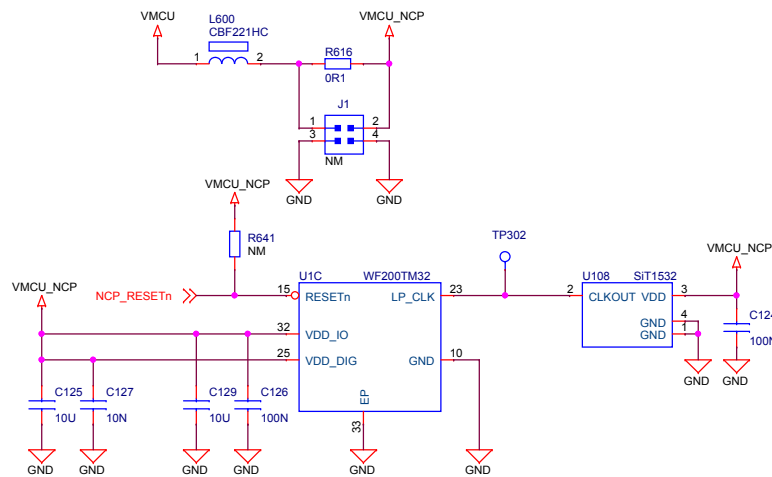 VMCU
L600
CBF221HC
1
2
VMCU_NCP
R616
0R1
J1
1
2
3
4
NM
GND
GND
VMCU_NCP
R641
NM
NCP_RESETn
VMCU_NCP
U1C
WF200TM32
15
RESETn
LP_CLK
23
32
VDD_IO
25
VDD_DIG
GND
10
EP
33
TP302
U108
SiT1532
2
CLKOUT
VDD
3
GND
4
GND
1
VMCU_NCP
C124
100N
GND
GND
C125
10U
C127
10N
C129
10U
C126
100N
GND
GND
GND
GND
GND
GND